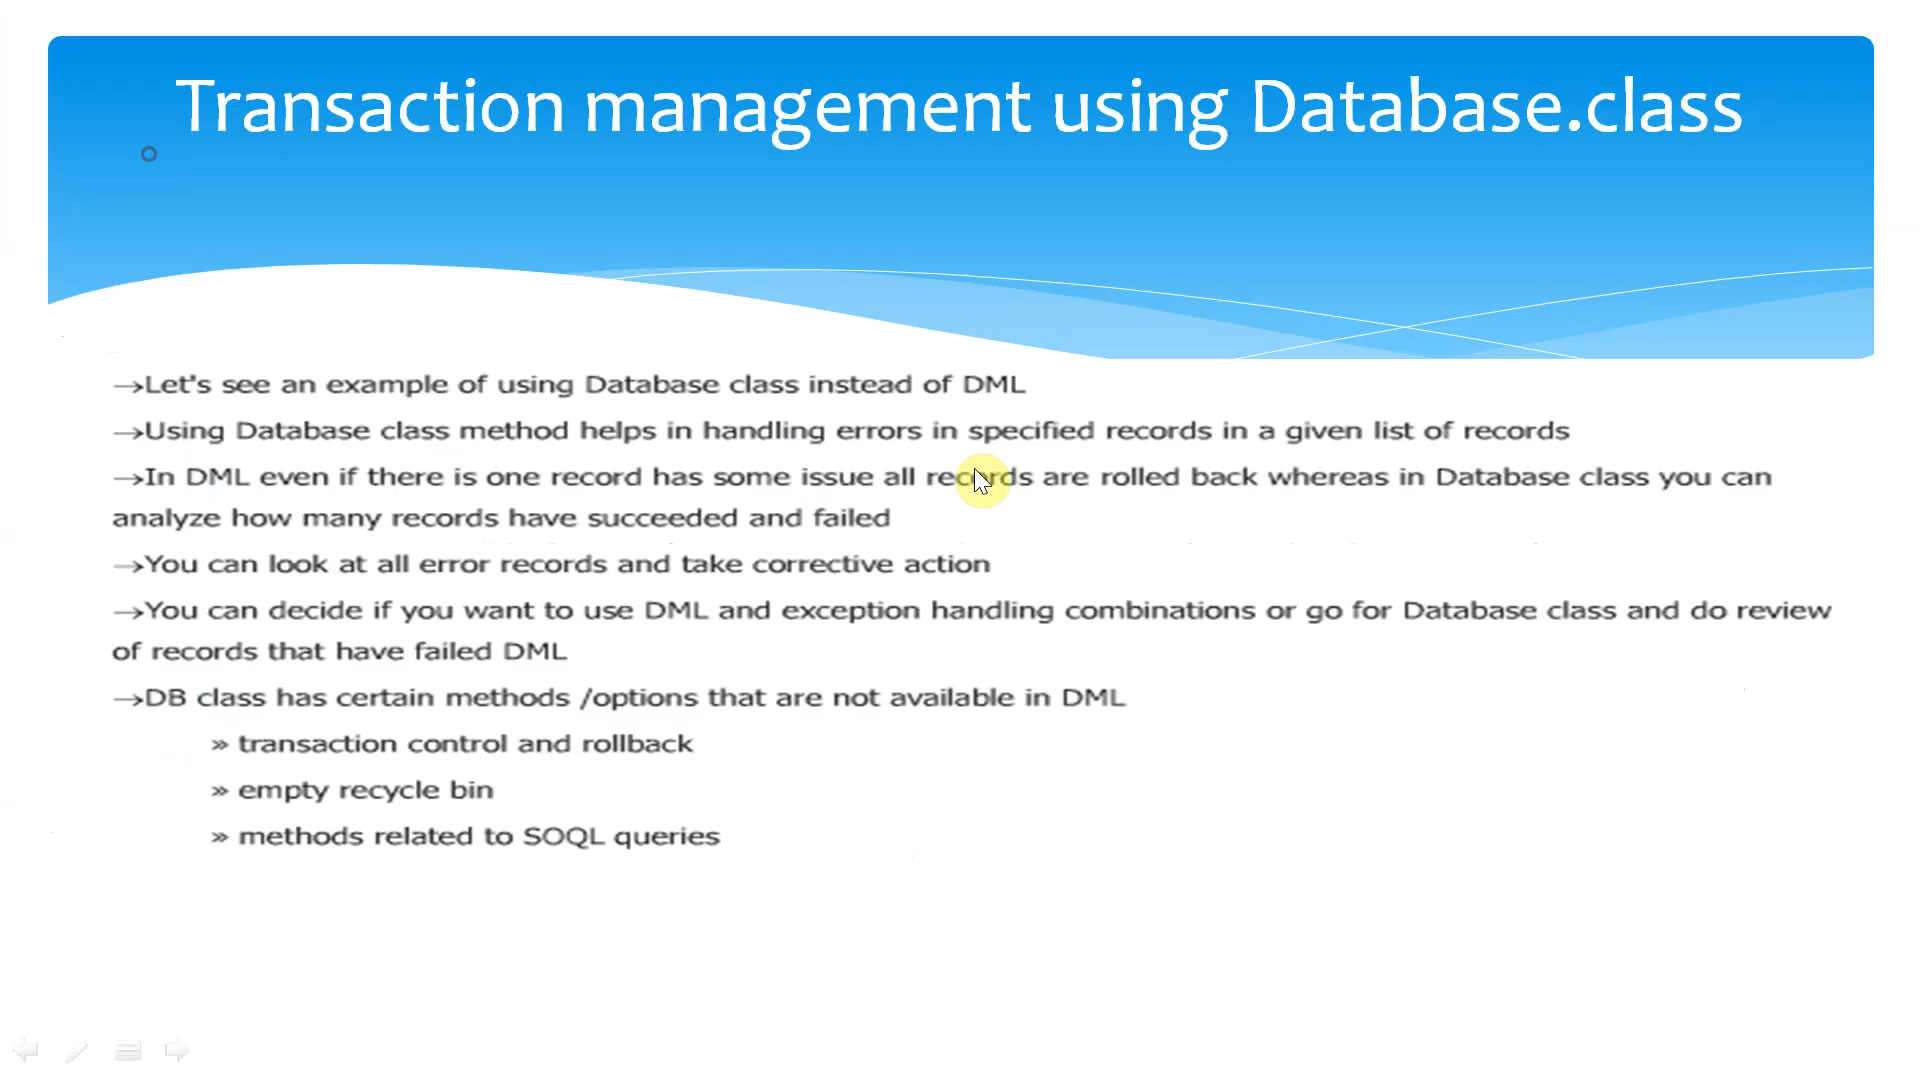 Transaction management using Database.class
→Let's see an example of using Database class instead of DML
→Using Database class method helps in handling errors in specified records in a given list of records
→In DML even if there is one record has some issue all records are rolled back whereas in Database class you can
analyze how many records have succeeded and failed
→You can look at all error records and take corrective action
→You can decide if you want to use DML and exception handling combinations or go for Database class and do review
of records that have failed DML
→DB class has certain methods /options that are not available in DML
» transaction control and rollback
» empty recycle bin
» methods related to SOQL queries